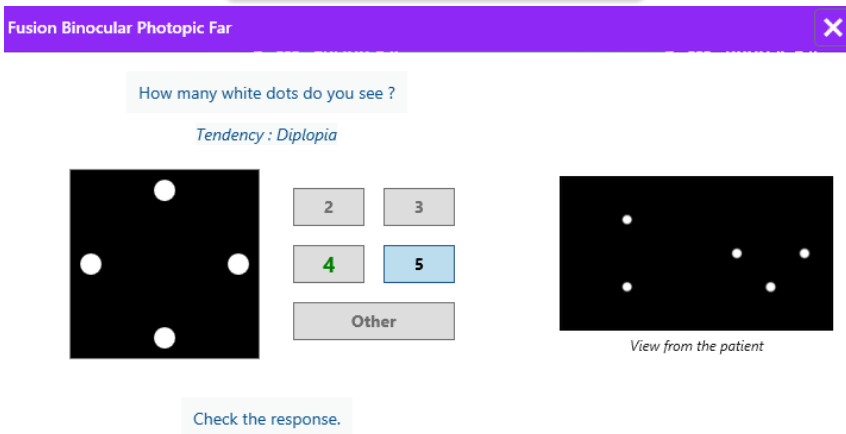 Fusion Binocular Photopic Far
How many white dots do you see ?
Tendency : Diplopia
2 3
4 5
Other
View from the patient
Check the response.